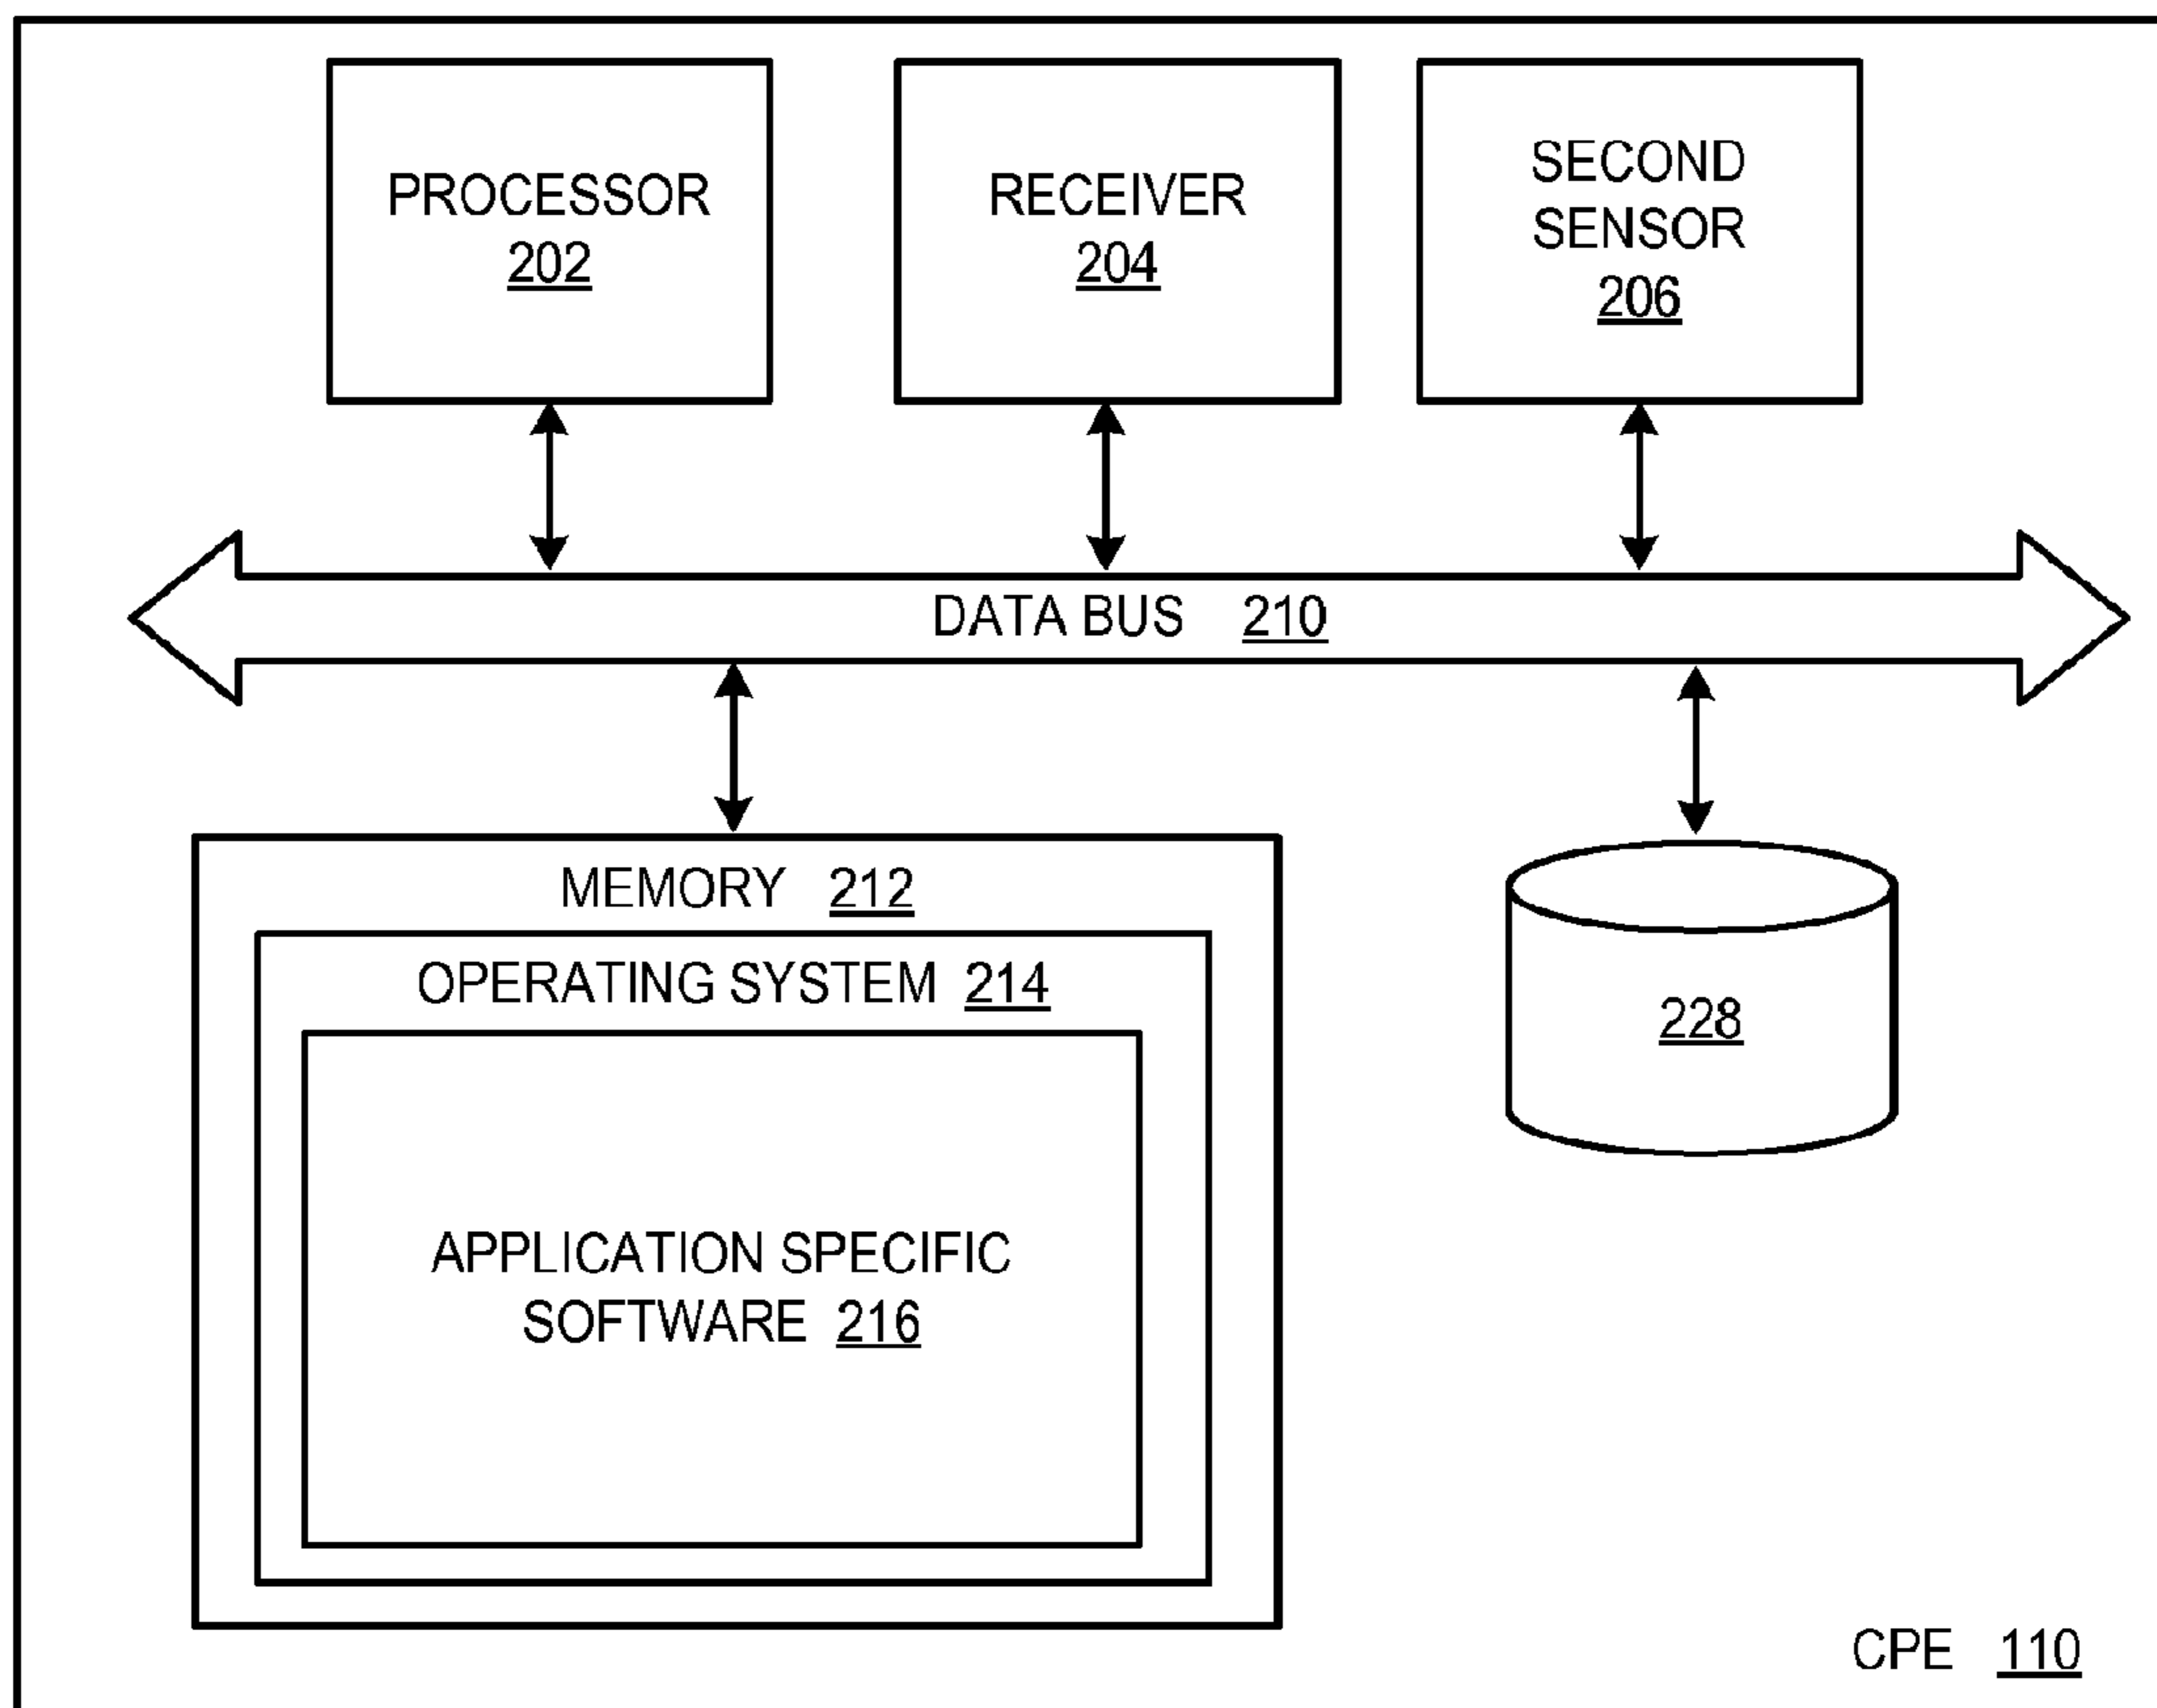 PROCESSOR
202
RECEIVER
204
SECOND
SENSOR
206
DATA BUS 210
MEMORY 212
OPERATING SYSTEM 214
APPLICATION SPECIFIC
SOFTWARE 216
228
CPE 110